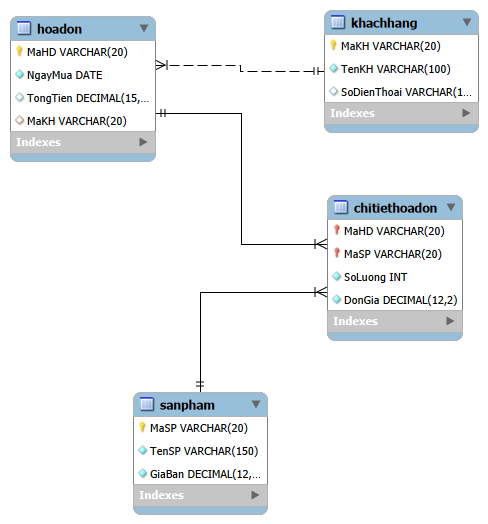 hoadon
MaHD VARCHAR(20)
NgayMua DATE
TongTien DECIMAL(15,...
MaKH VARCHAR(20)
Indexes
khachhang
MaKH VARCHAR(20)
TenKH VARCHAR(100)
SoDienThoai VARCHAR(1...
Indexes
chitiethoadon
MaHD VARCHAR(20)
MaSP VARCHAR(20)
SoLuong INT
DonGia DECIMAL(12,2)
Indexes
sanpham
MaSP VARCHAR(20)
TenSP VARCHAR(150)
GiaBan DECIMAL(12,...
Indexes